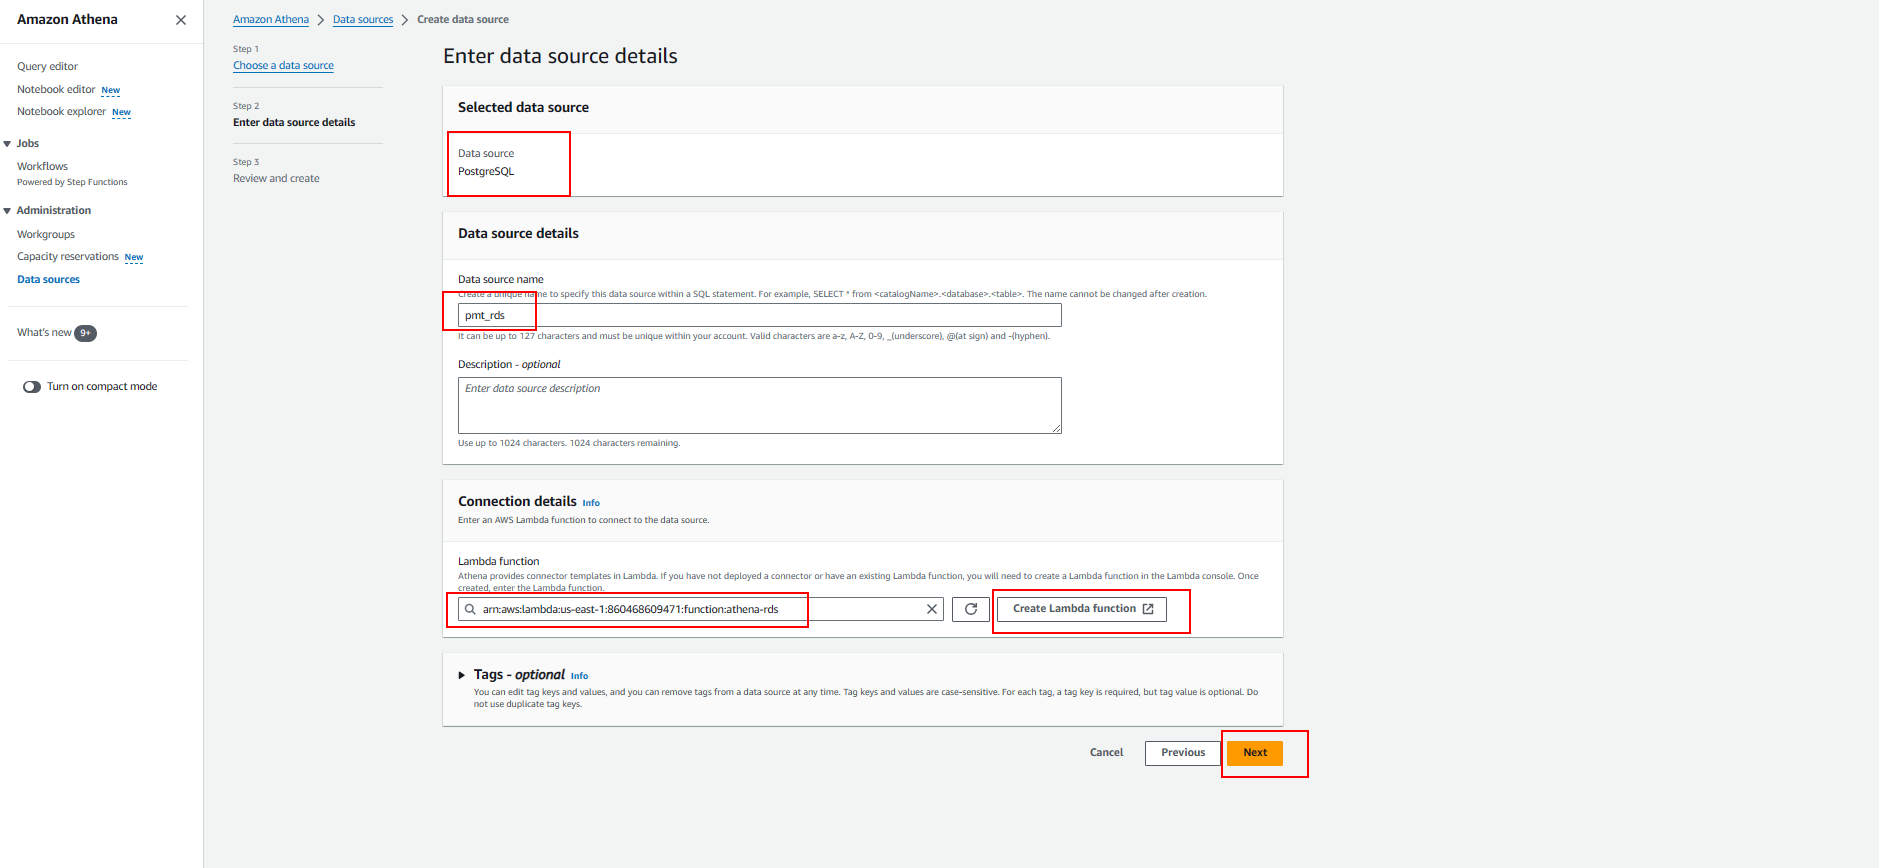 Amazon Athena
Query editor
Notebook editor New
Notebook explorer New
Jobs
Workflows
Powered by Step Functions
Administration
Workgroups
Capacity reservations New
Data sources
What's new 9+
Turn on compact mode
Amazon Athena > Data sources > Create data source
Step 1
Choose a data source
Step 2
Enter data source details
Step 3
Review and create
Enter data source details
Selected data source
Data source
PostgreSQL
Data source details
Data source name
Create a unique name to specify this data source within a SQL statement. For example, SELECT * from <catalogName>.<database>.<table>. The name cannot be changed after creation.
pmt_rds
It can be up to 127 characters and must be unique within your account. Valid characters are a-z, A-Z, 0-9, _(underscore), @(at sign) and -(hyphen).
Description - optional
Enter data source description
Use up to 1024 characters. 1024 characters remaining.
Connection details Info
Enter an AWS Lambda function to connect to the data source.
Lambda function
Athena provides connector templates in Lambda. If you have not deployed a connector or have an existing Lambda function, you will need to create a Lambda function in the Lambda console. Once
created, enter the Lambda function.
arn:aws:lambda:us-east-1:860468609471:function:athena-rds
Create Lambda function
Tags - optional Info
You can edit tag keys and values, and you can remove tags from a data source at any time. Tag keys and values are case-sensitive. For each tag, a tag key is required, but tag value is optional. Do
not use duplicate tag keys.
Cancel
Previous
Next